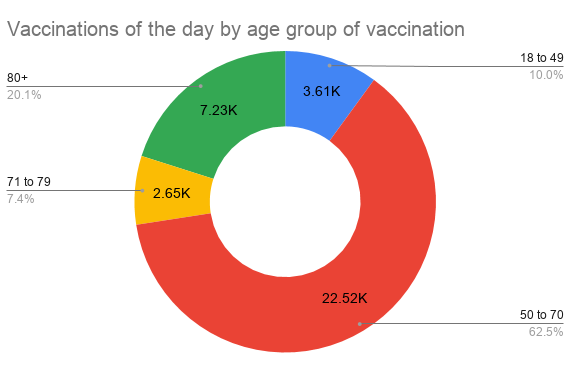 Vaccinations of the day by age group of vaccination
18 to 49
10.0%
80+
20.1%
3.61K
7.23K
71 to 79
7.4%
2.65K
22.52K
50 to 70
62.5%